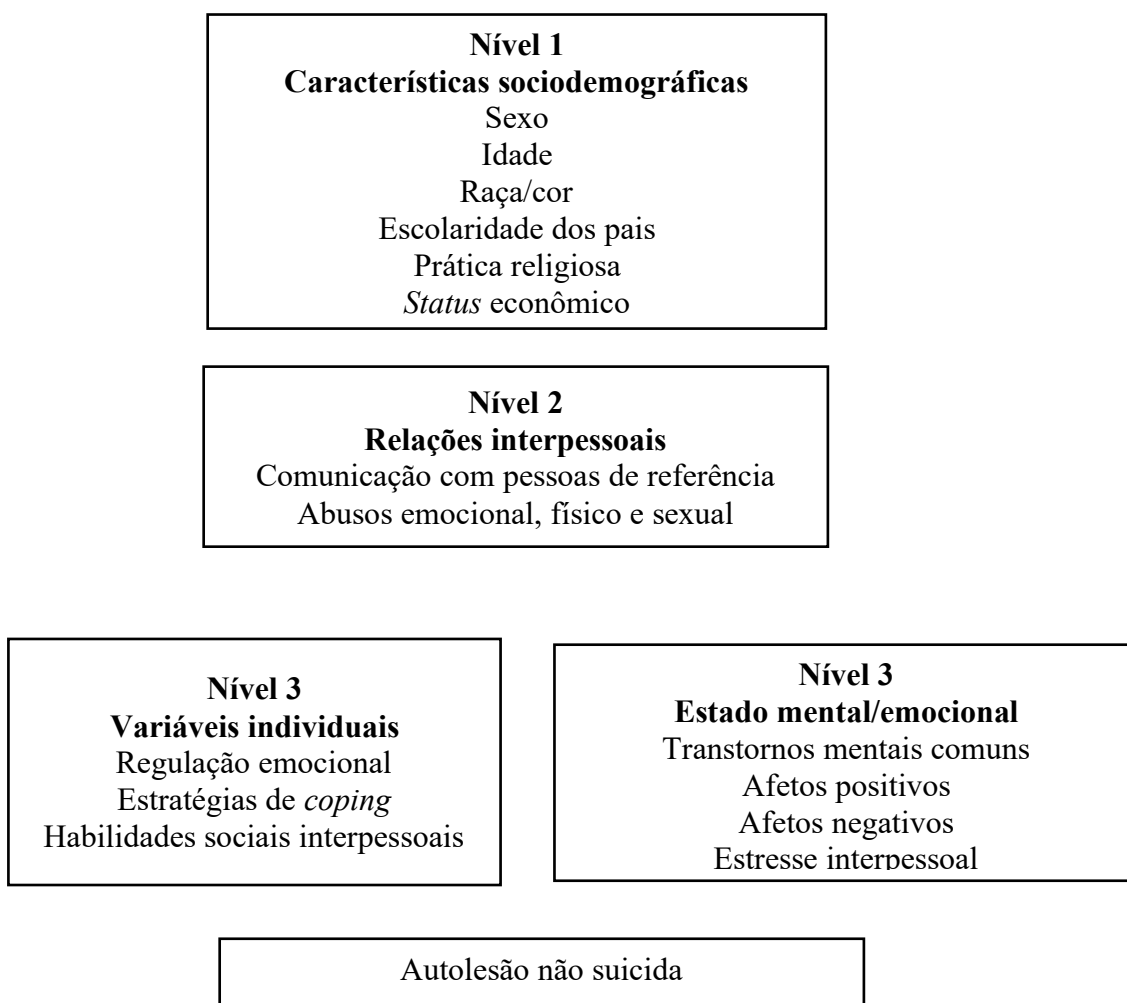 Nível 1
Características sociodemográficas
Sexo
Idade
Raça/cor
Escolaridade dos pais
Prática religiosa
Status econômico
Nível 2
Relações interpessoais
Comunicação com pessoas de referência
Abusos emocional, físico e sexual
Nível 3
Variáveis individuais
Regulação emocional
Estratégias de coping
Habilidades sociais interpessoais
Nível 3
Estado mental/emocional
Transtornos mentais comuns
Afetos positivos
Afetos negativos
Estresse interpessoal
Autolesão não suicida